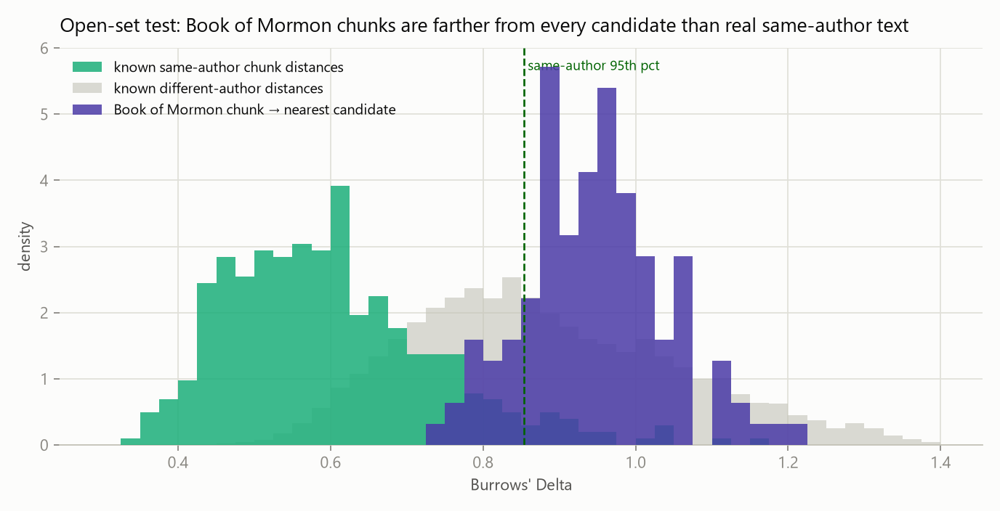 Open-set test: Book of Mormon chunks are farther from every candidate than real same-author text
known same-author chunk distances
known different-author distances
Book of Mormon chunk → nearest candidate
same-author 95th pct
density
6
5
4
3
2
1
0
0.4
0.6
0.8
1.0
1.2
1.4
Burrows' Delta